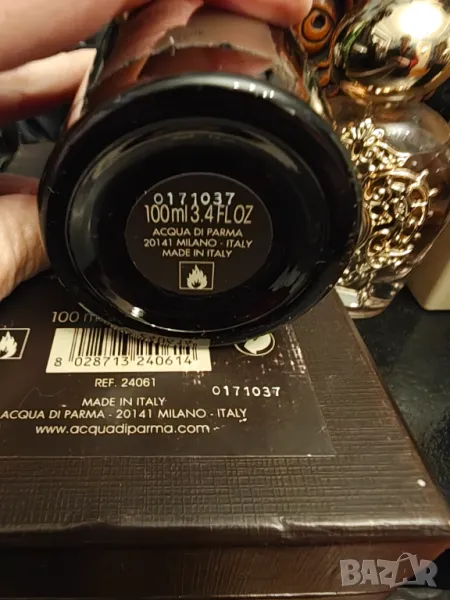 0171037
100ml 3.4 FL.OZ
ACQUA DI PARMA
20141 MILANO - ITALY
MADE IN ITALY
100 m
8 028713 240614
REF. 24061
0171037
MADE IN ITALY
ACQUA DI PARMA - 20141 MILANO - ITALY
www.acquadiparma.com
BAZAR